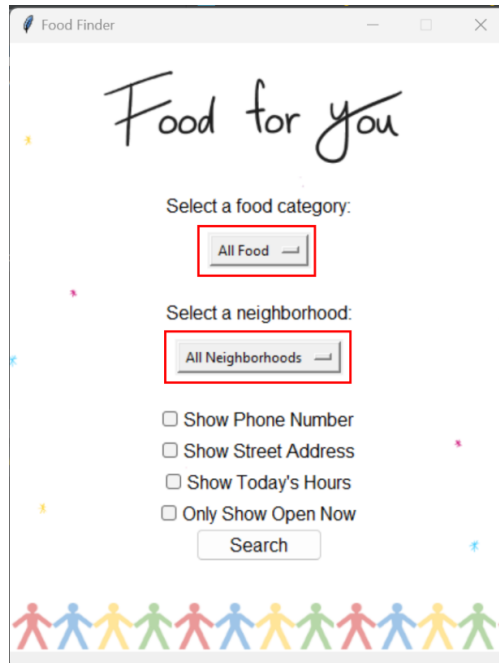 Food Finder
Food for you
Select a food category:
All Food
Select a neighborhood:
All Neighborhoods
Show Phone Number
Show Street Address
Show Today's Hours
Only Show Open Now
Search